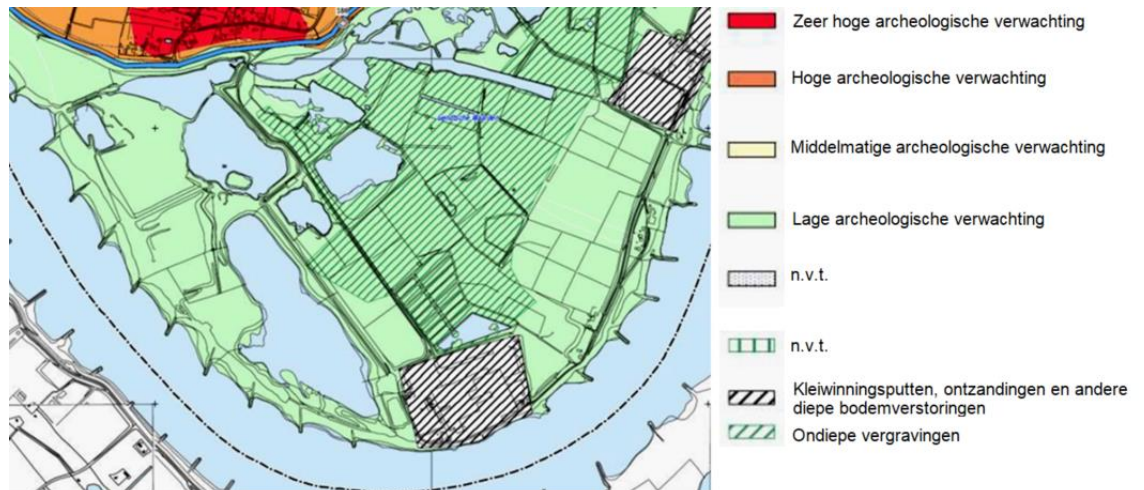 Zeer hoge archeologische verwachting
Hoge archeologische verwachting
Middelmatige archeologische verwachting
Lage archeologische verwachting
n.v.t.
n.v.t.
Kleiwinningsputten, ontzandingen en andere
diepe bodemverstoringen
Ondiepe vergravingen